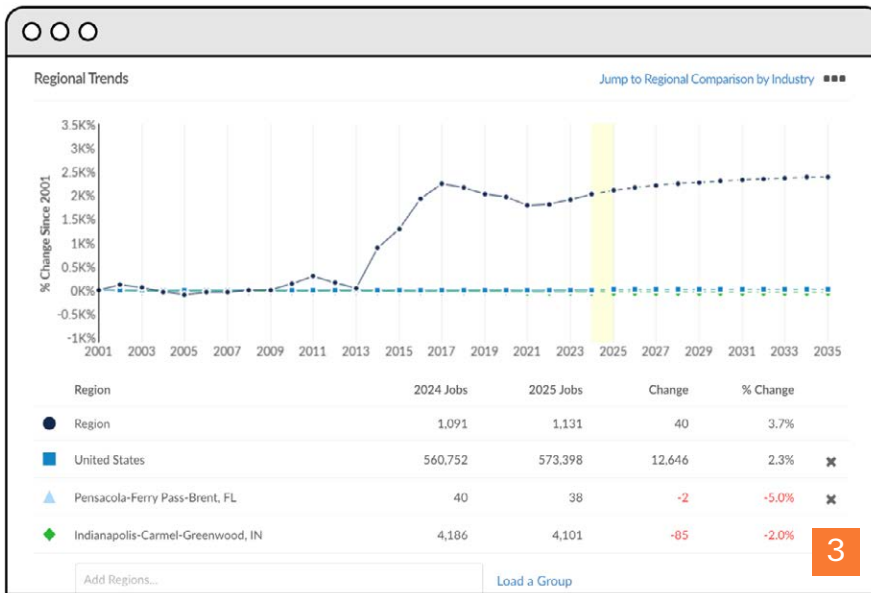 Regional Trends Jump to Regional Comparison by Industry
% Change Since 2001
3.5K%
3K%
2.5K%
2K%
1.5K%
1K%
0.5K%
0K%
-0.5K%
-1K%
2001 2003 2005 2007 2009 2011 2013 2015 2017 2019 2021 2023 2025 2027 2029 2031 2033 2035
Region 2024 Jobs 2025 Jobs Change % Change
Region 1,091 1,131 40 3.7%
United States 560,752 573,398 12,646 2.3%
Pensacola-Ferry Pass-Brent, FL 40 38 -2 -5.0%
Indianapolis-Carmel-Greenwood, IN 4,186 4,101 -85 -2.0%
3
Add Regions... Load a Group